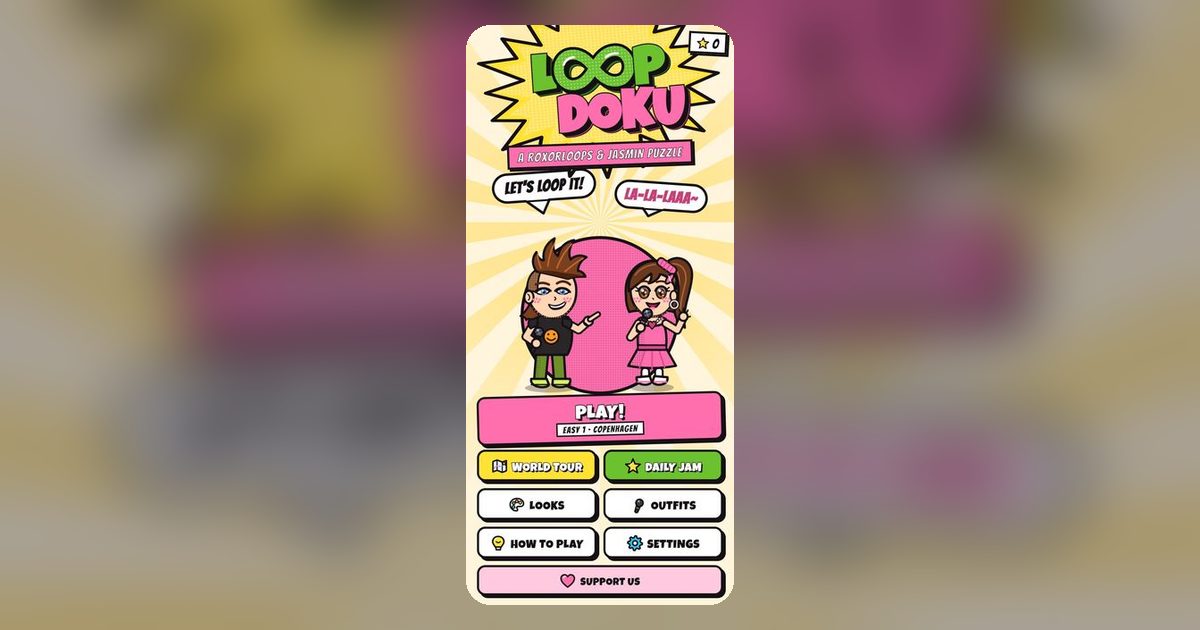 0
LOOP
DOKU
A ROXORLOOPS & JASMIN PUZZLE
LET'S LOOP IT!
LA-LA-LAAA~
PLAY!
EASY 1 - COPENHAGEN
WORLD TOUR
DAILY JAM
LOOKS
OUTFITS
HOW TO PLAY
SETTINGS
SUPPORT US